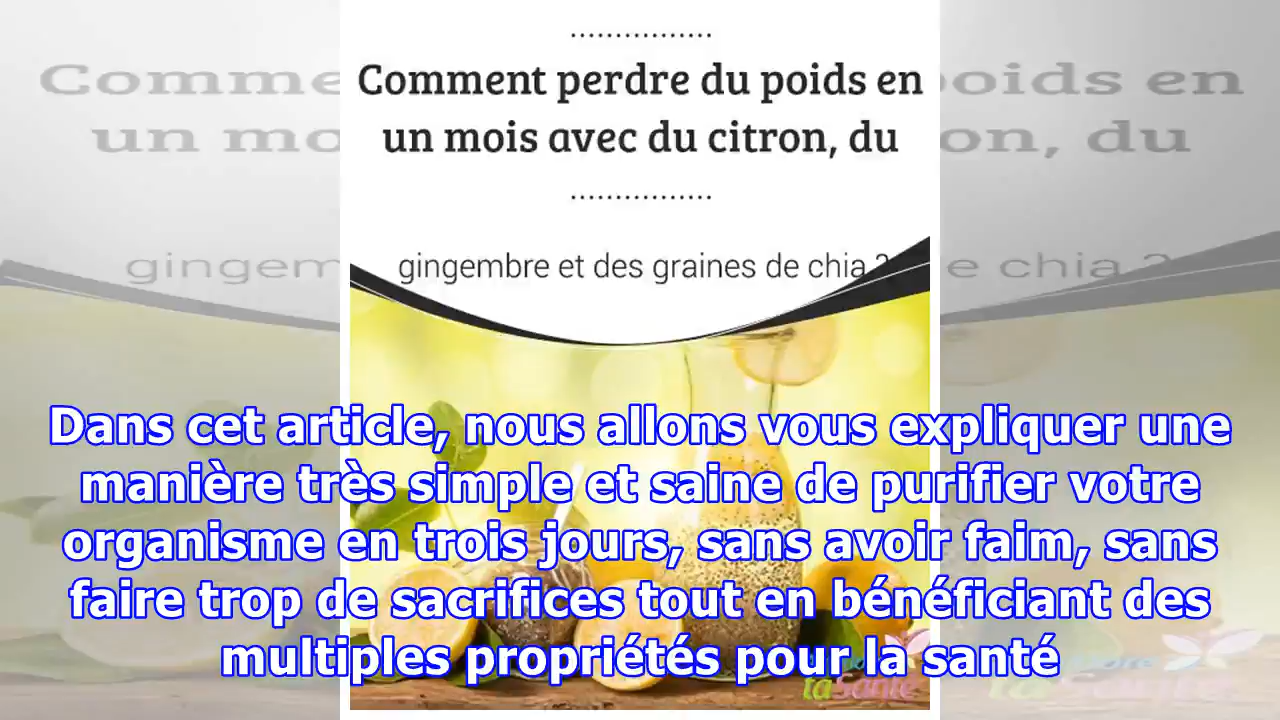 ................
Comment perdre du poids en
un mois avec du citron, du
................
gingembre et des graines de chia ?
Dans cet article, nous allons vous expliquer une
manière très simple et saine de purifier votre
organisme en trois jours, sans avoir faim, sans
faire trop de sacrifices tout en bénéficiant des
multiples propriétés pour la santé
laSanté